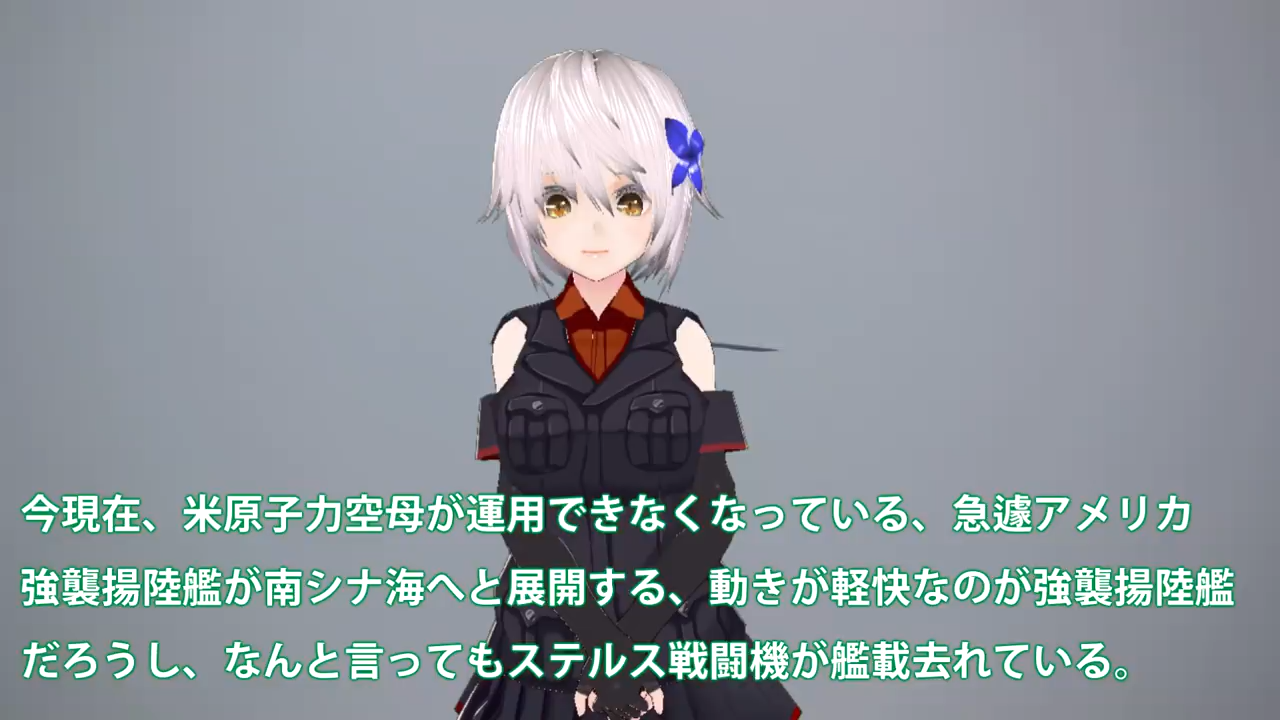 今現在、米原子力空母が運用できなくなっている、急遽アメリカ
強襲揚陸艦が南シナ海へと展開する、動きが軽快なのが強襲揚陸艦
だろうし、なんと言ってもステルス戦闘機が艦載去れている。